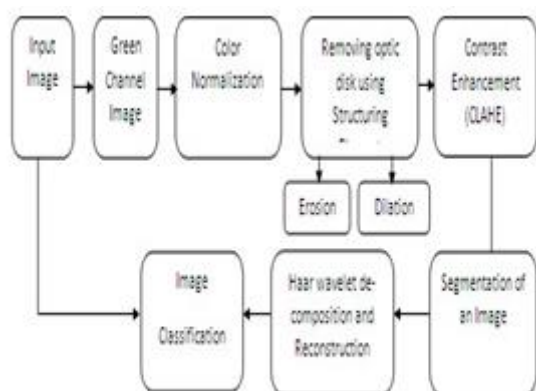 Input
Image
Green
Channel
Image
Color
Normalization
Removing optic
disk using
Structuring
Contrast
Enhancement
(CLAHE)
Erosion
Dilation
Image
Classification
Haar wavelet de-
composition and
Reconstruction
Segmentation of
an Image